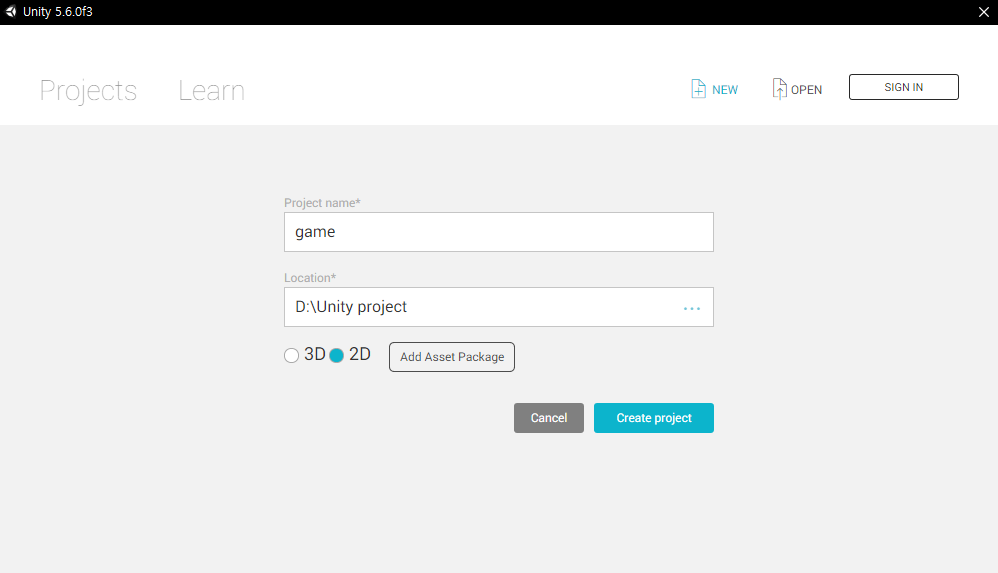 Unity 5.6.0f3
Projects Learn NEW OPEN SIGN IN
Project name*
game
Location*
D:\Unity project ...
3D 2D Add Asset Package
Cancel Create project